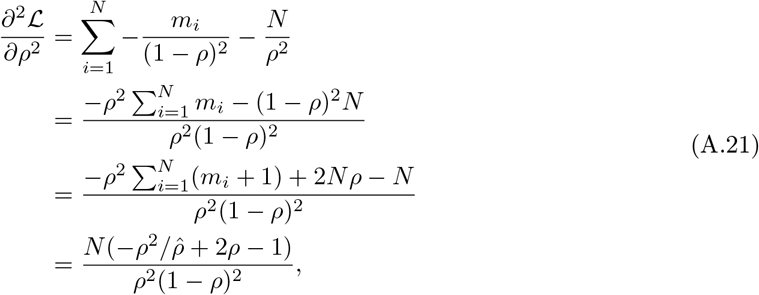 ∂²ℒ/∂ρ² = ∑_{i=1}^{N} −m_i/(1 − ρ)² − N/ρ²
= (−ρ² ∑_{i=1}^{N} m_i − (1 − ρ)²N)/(ρ²(1 − ρ)²)
(A.21)
= (−ρ² ∑_{i=1}^{N}(m_i + 1) + 2Nρ − N)/(ρ²(1 − ρ)²)
= N(−ρ²/ρ̂ + 2ρ − 1)/(ρ²(1 − ρ)²),